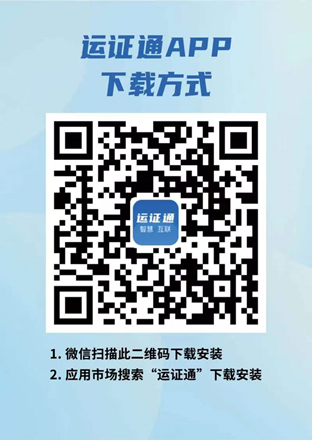 运证通APP
下载方式
运证通
智慧 互联
1. 微信扫描此二维码下载安装
2. 应用市场搜索“运证通”下载安装